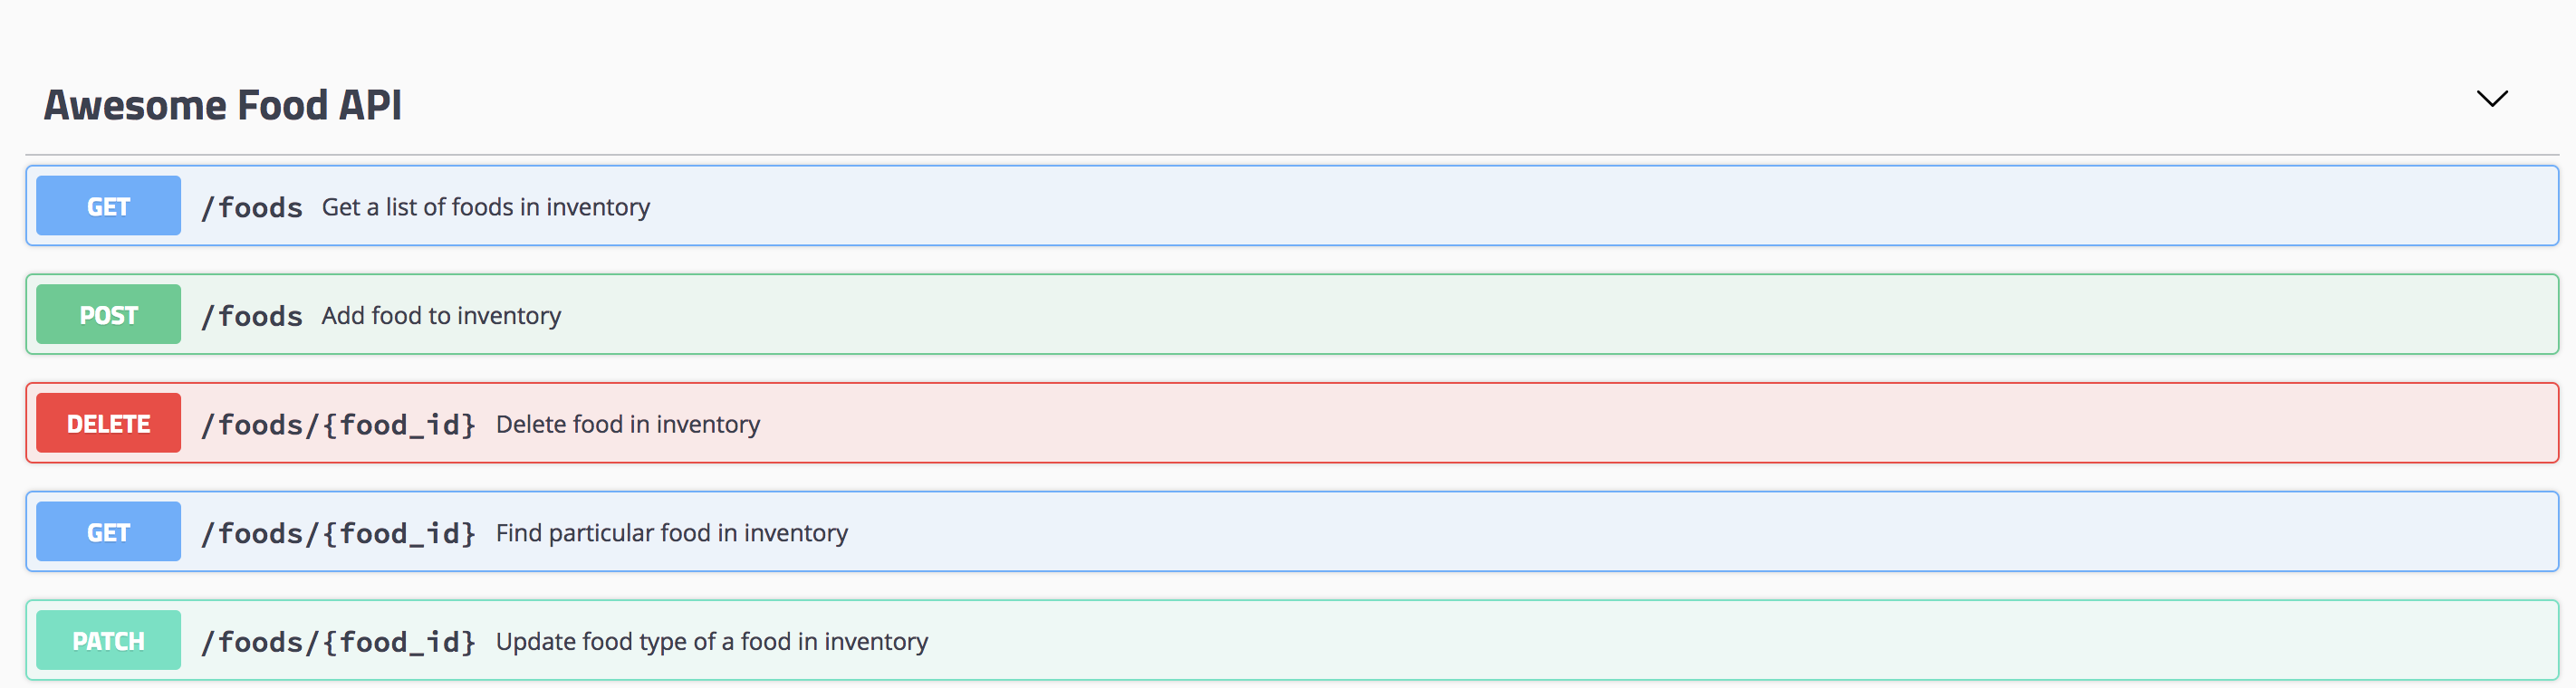 Awesome Food API
GET /foods Get a list of foods in inventory
POST /foods Add food to inventory
DELETE /foods/{food_id} Delete food in inventory
GET /foods/{food_id} Find particular food in inventory
PATCH /foods/{food_id} Update food type of a food in inventory